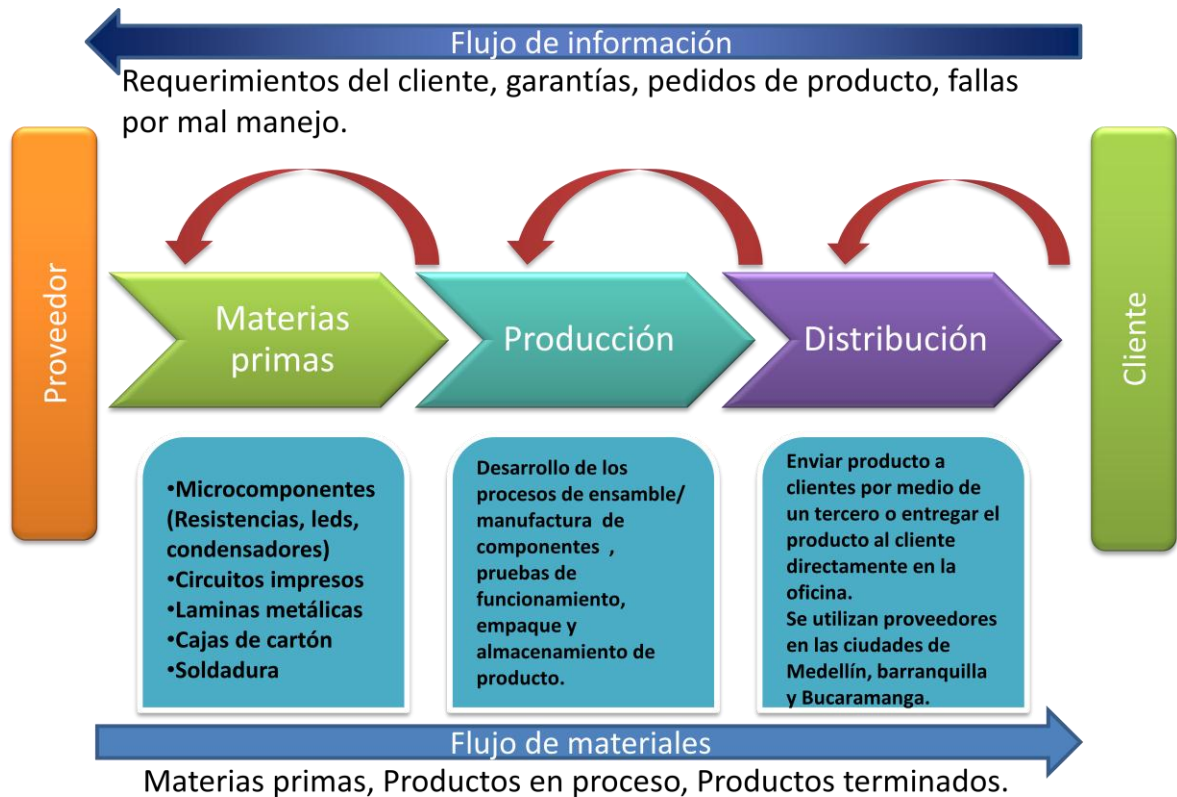 Flujo de información
Requerimientos del cliente, garantías, pedidos de producto, fallas
por mal manejo.
Proveedor
Materias
primas
Producción
Distribución
Cliente
•Microcomponentes
(Resistencias, leds,
condensadores)
•Circuitos impresos
•Laminas metálicas
•Cajas de cartón
•Soldadura
Desarrollo de los
procesos de ensamble/
manufactura de
componentes ,
pruebas de
funcionamiento,
empaque y
almacenamiento de
producto.
Enviar producto a
clientes por medio de
un tercero o entregar el
producto al cliente
directamente en la
oficina.
Se utilizan proveedores
en las ciudades de
Medellín, barranquilla
y Bucaramanga.
Flujo de materiales
Materias primas, Productos en proceso, Productos terminados.